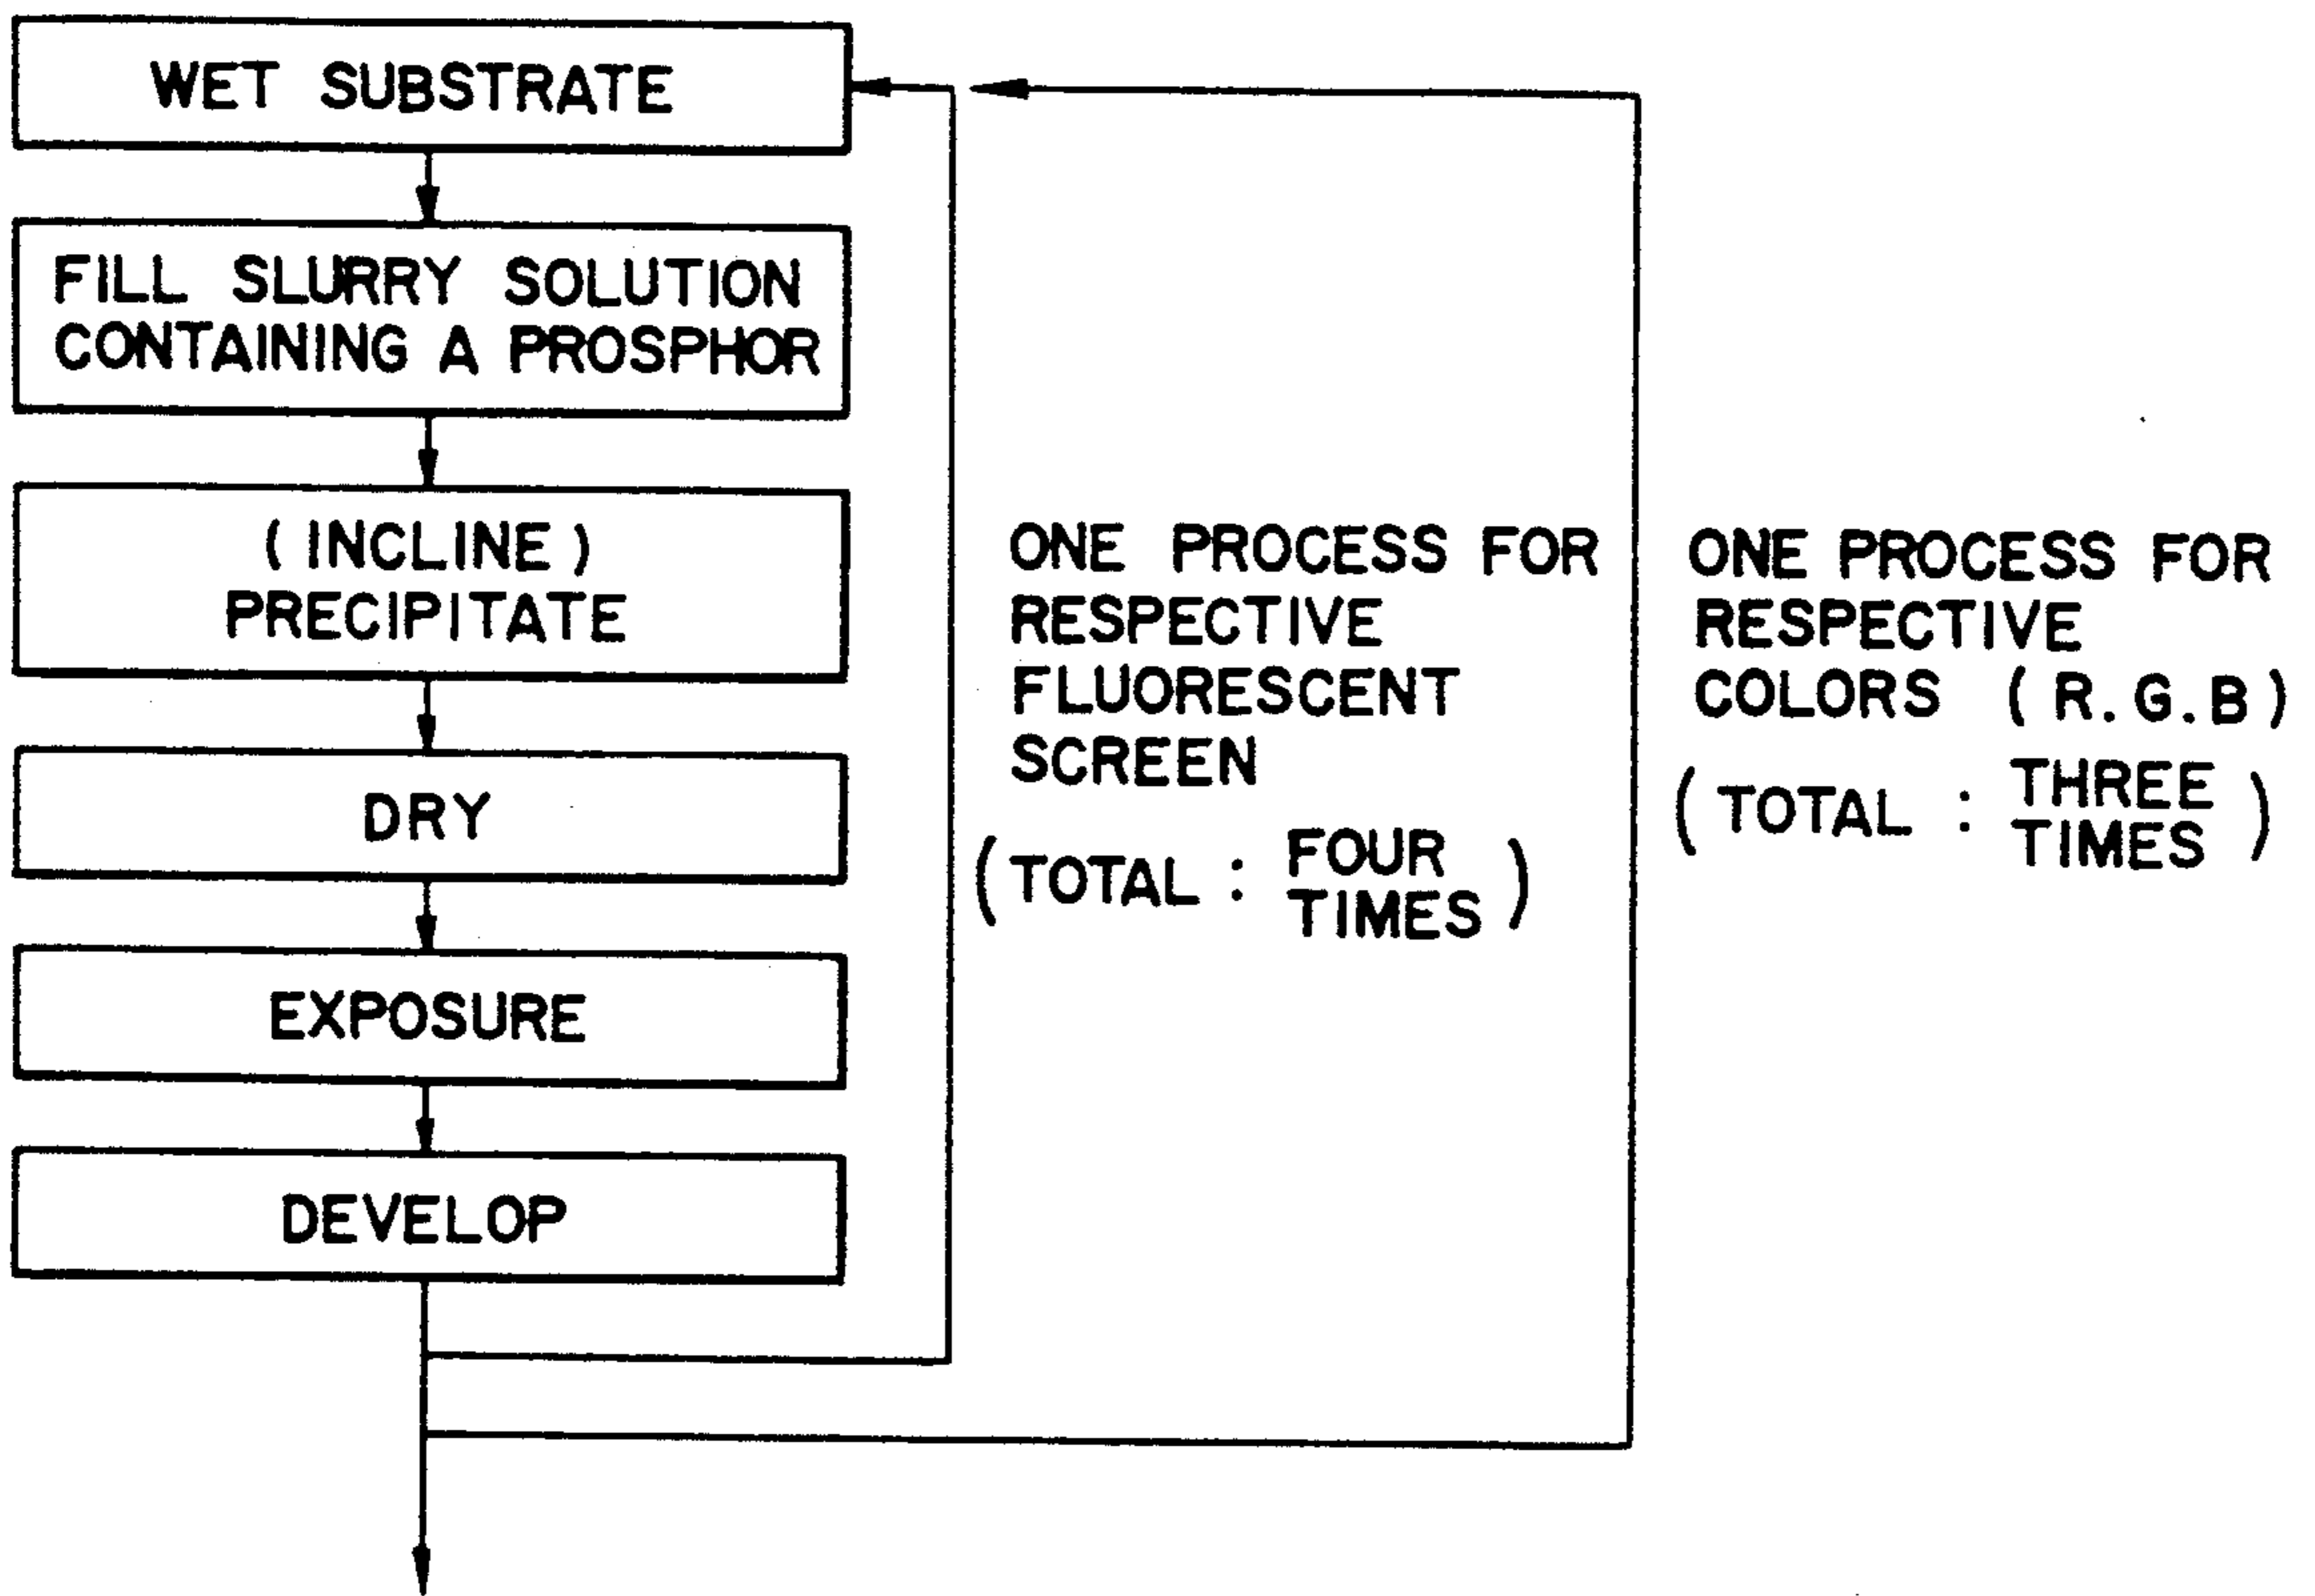 WET SUBSTRATE
FILL SLURRY SOLUTION
CONTAINING A PROSPHOR
(INCLINE)
PRECIPITATE
DRY
EXPOSURE
DEVELOP
ONE PROCESS FOR
RESPECTIVE
FLUORESCENT
SCREEN
(TOTAL : FOUR
TIMES)
ONE PROCESS FOR
RESPECTIVE
COLORS (R.G.B)
(TOTAL : THREE
TIMES)